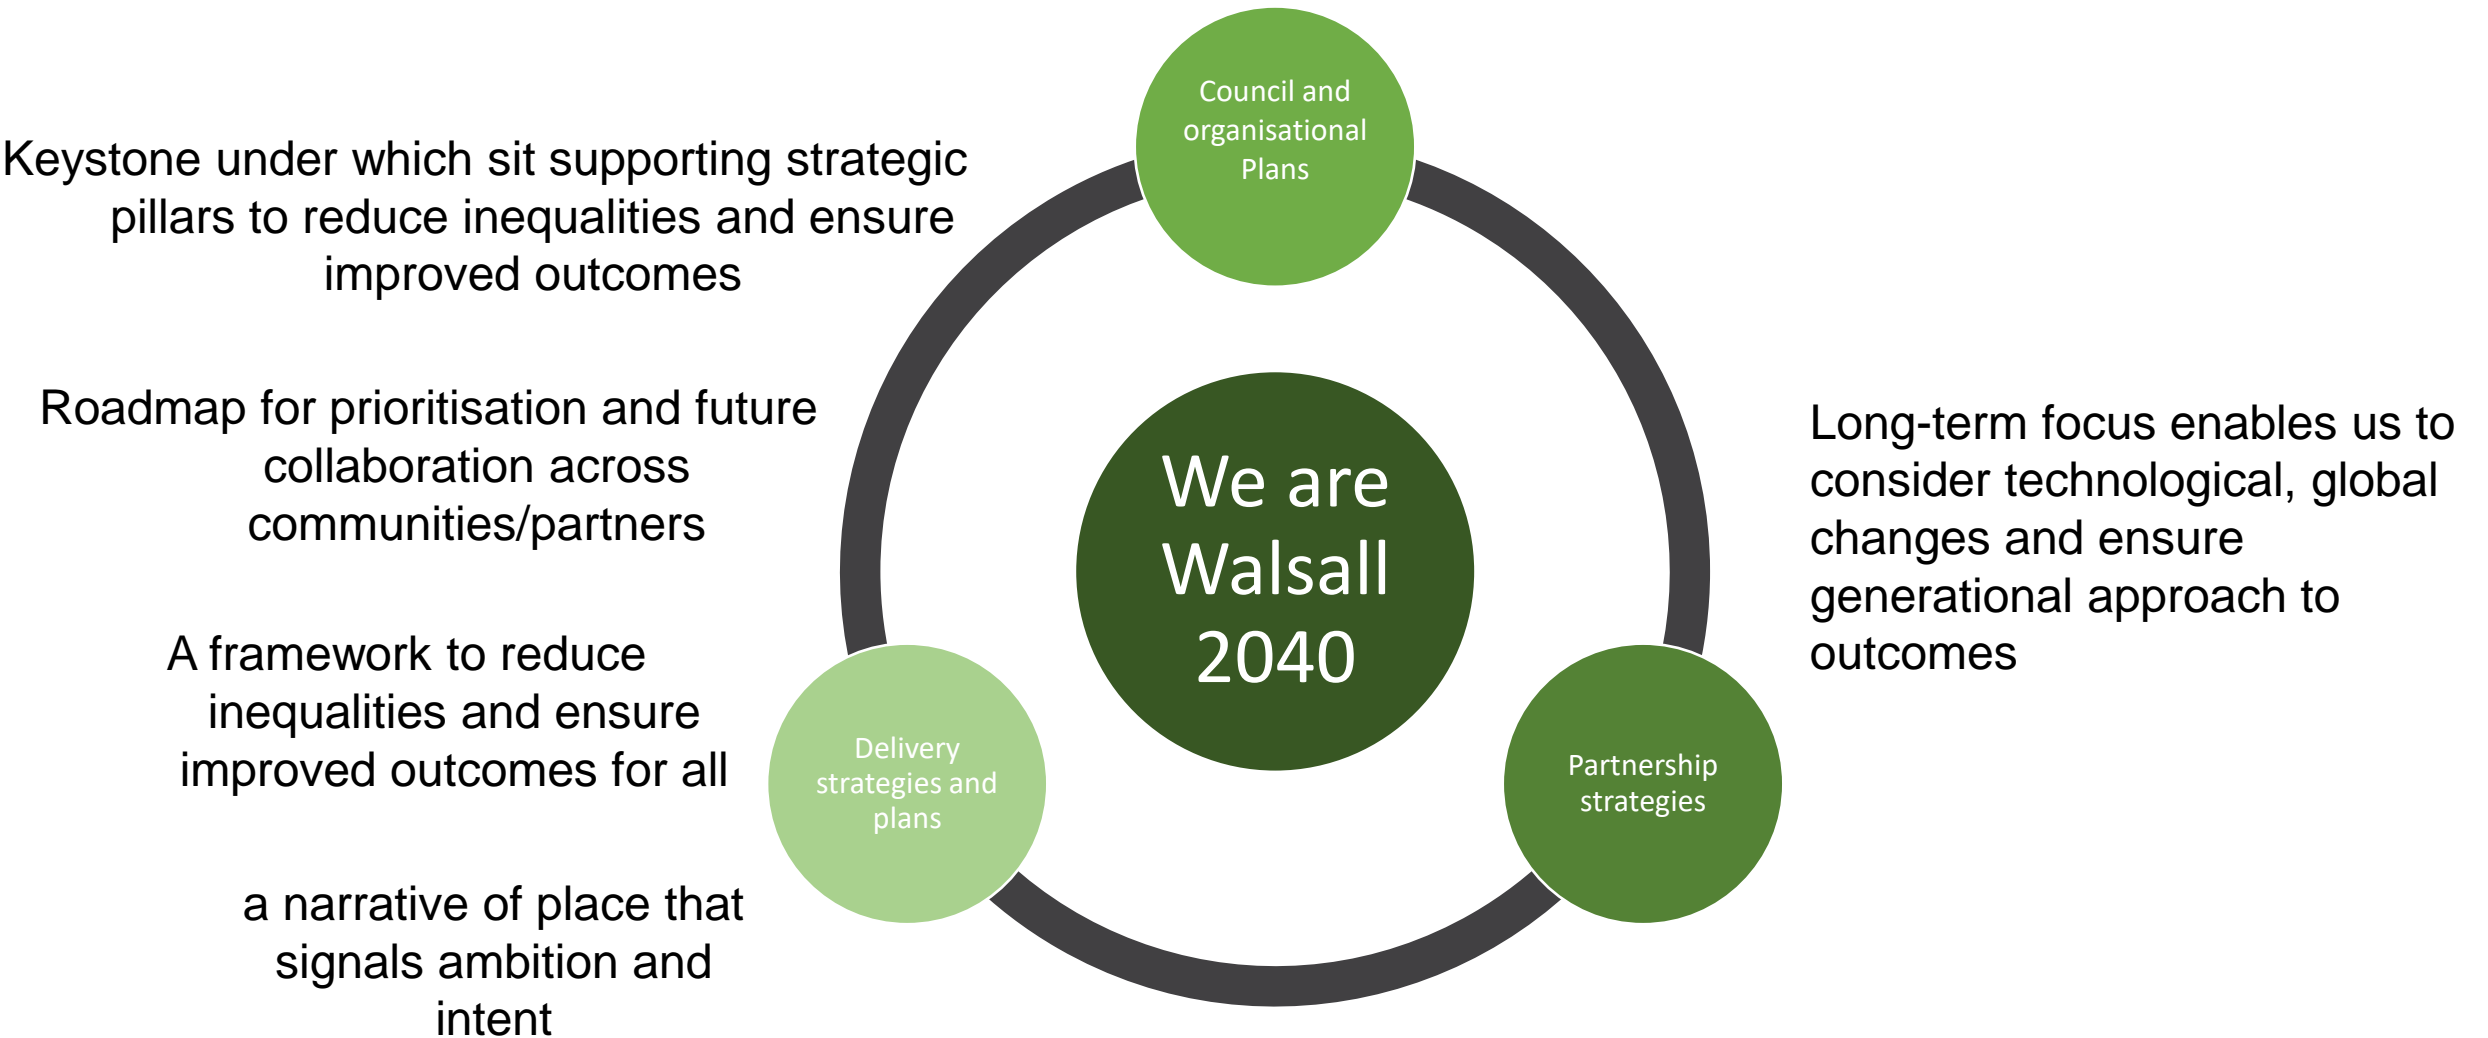 Council and
organisational
Plans
Keystone under which sit supporting strategic
pillars to reduce inequalities and ensure
improved outcomes
Roadmap for prioritisation and future
collaboration across
communities/partners
A framework to reduce
inequalities and ensure
improved outcomes for all
a narrative of place that
signals ambition and
intent
We are
Walsall
2040
Delivery
strategies and
plans
Partnership
strategies
Long-term focus enables us to
consider technological, global
changes and ensure
generational approach to
outcomes